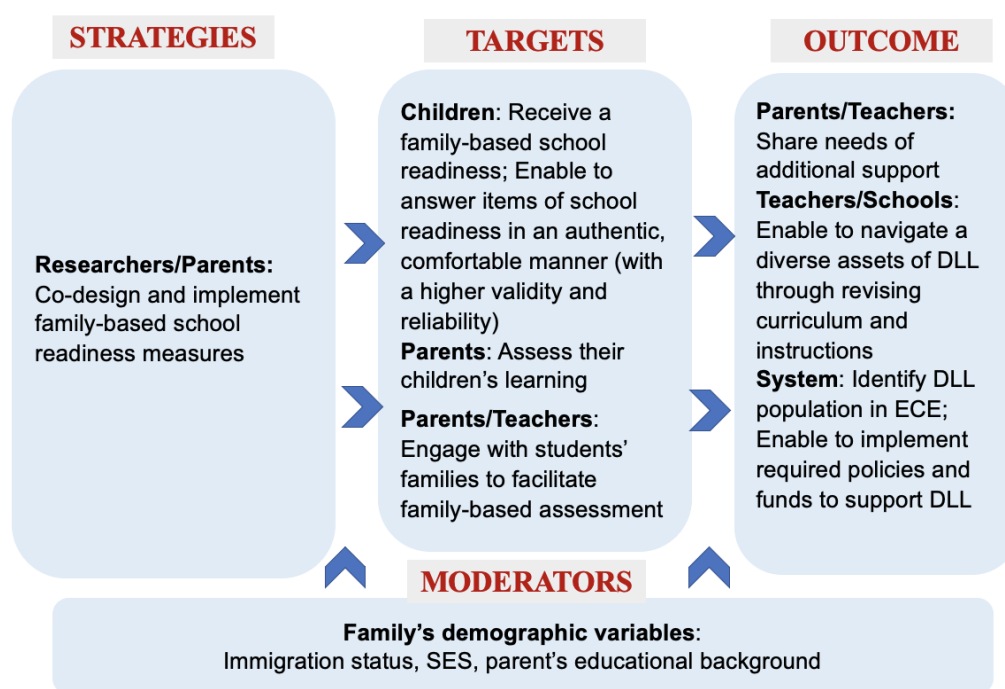 STRATEGIES
Researchers/Parents:
Co-design and implement
family-based school
readiness measures
TARGETS
Children: Receive a
family-based school
readiness; Enable to
answer items of school
readiness in an authentic,
comfortable manner (with
a higher validity and
reliability)
Parents: Assess their
children’s learning
Parents/Teachers:
Engage with students’
families to facilitate
family-based assessment
OUTCOME
Parents/Teachers:
Share needs of
additional support
Teachers/Schools:
Enable to navigate a
diverse assets of DLL
through revising
curriculum and
instructions
System: Identify DLL
population in ECE;
Enable to implement
required policies and
funds to support DLL
MODERATORS
Family’s demographic variables:
Immigration status, SES, parent’s educational background